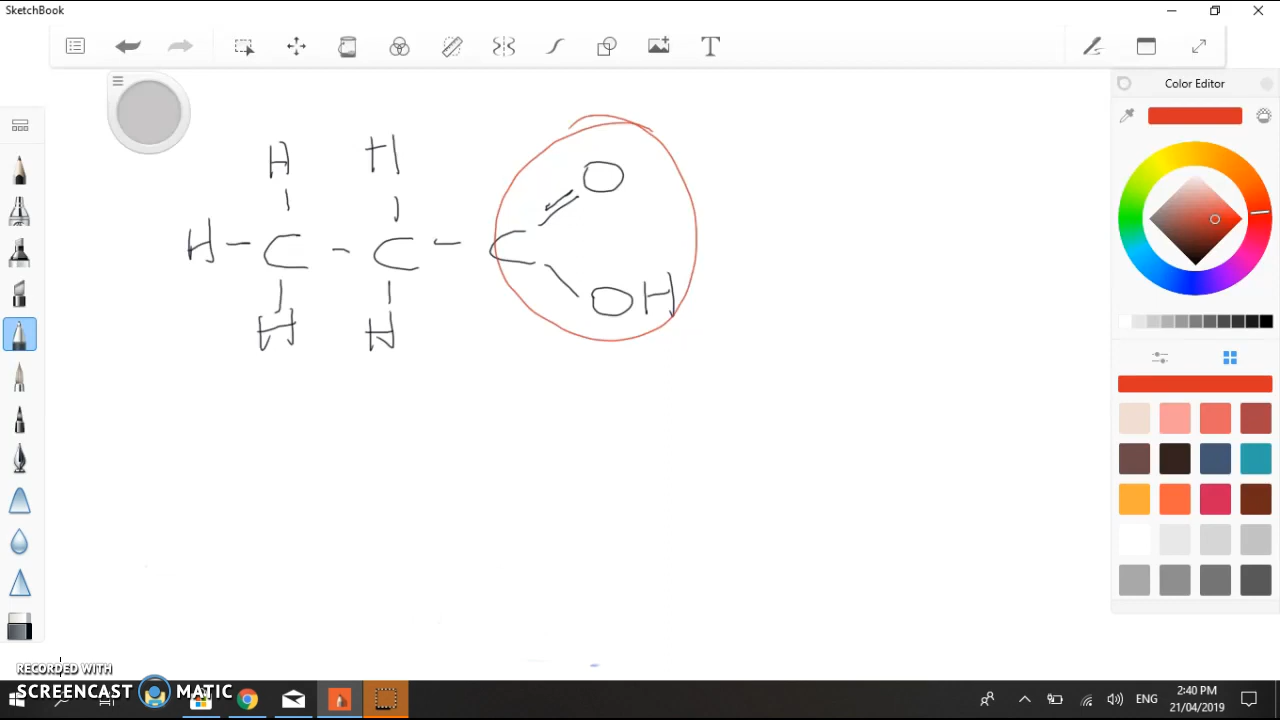 SketchBook
T
Color Editor
H H
O
H - C - C - C
OH
H H
RECORDED WITH
SCREENCAST MATIC
ENG
2:40 PM
21/04/2019